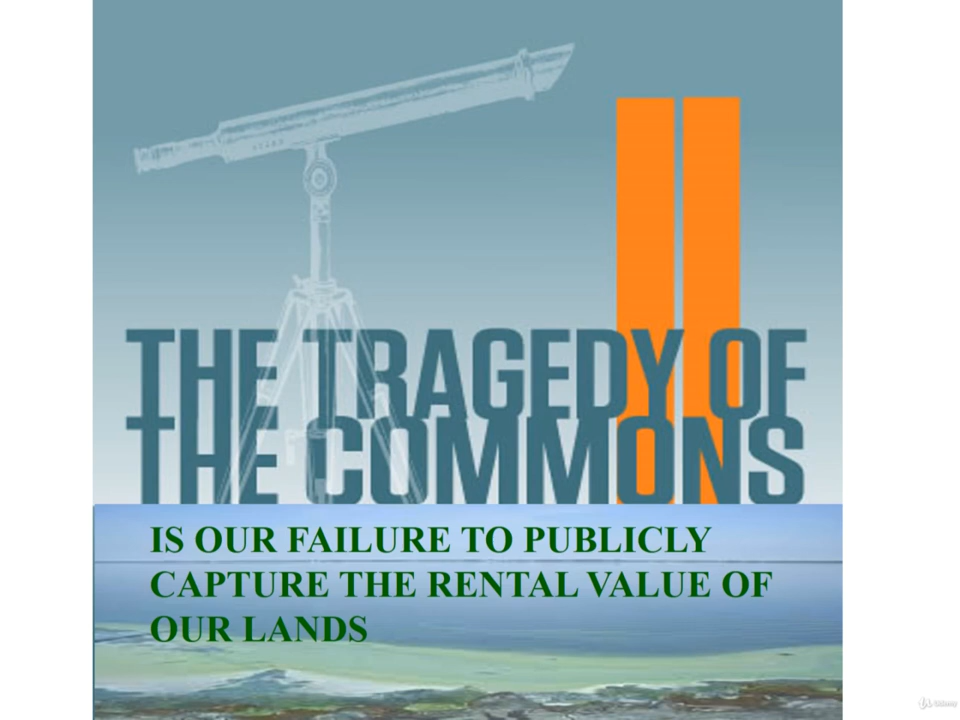 THE TRAGEDY OF
THE COMMONS
IS OUR FAILURE TO PUBLICLY
CAPTURE THE RENTAL VALUE OF
OUR LANDS